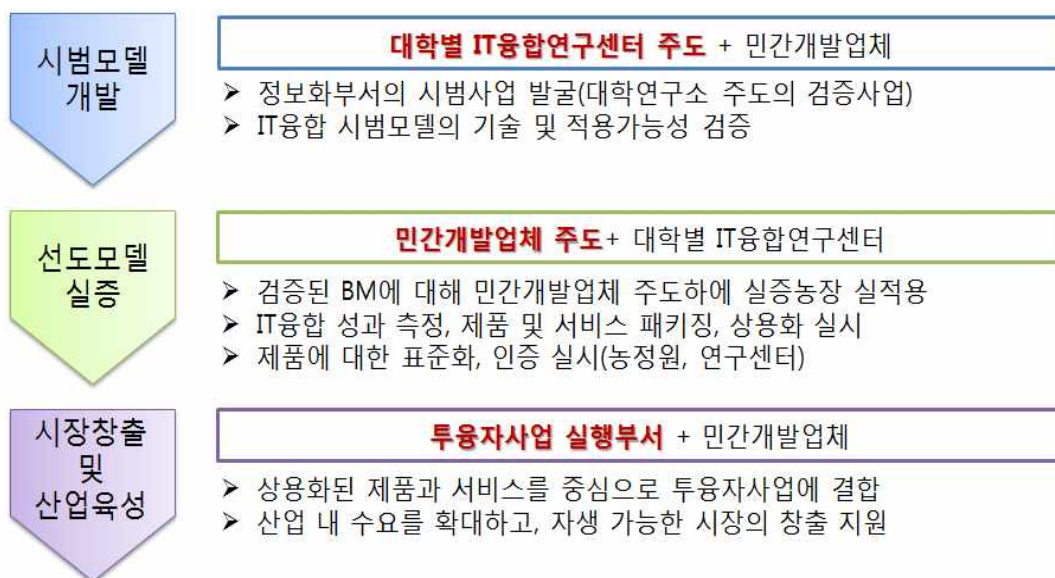 시범모델
개발
대학별 IT융합연구센터 주도 + 민간개발업체
➤ 정보화부서의 시범사업 발굴(대학연구소 주도의 검증사업)
➤ IT융합 시범모델의 기술 및 적용가능성 검증
선도모델
실증
민간개발업체 주도+ 대학별 IT융합연구센터
➤ 검증된 BM에 대해 민간개발업체 주도하에 실증농장 실적용
➤ IT융합 성과 측정, 제품 및 서비스 패키징, 상용화 실시
➤ 제품에 대한 표준화, 인증 실시(농정원, 연구센터)
시장창출
및
산업육성
투융자사업 실행부서 + 민간개발업체
➤ 상용화된 제품과 서비스를 중심으로 투융자사업에 결합
➤ 산업 내 수요를 확대하고, 자생 가능한 시장의 창출 지원